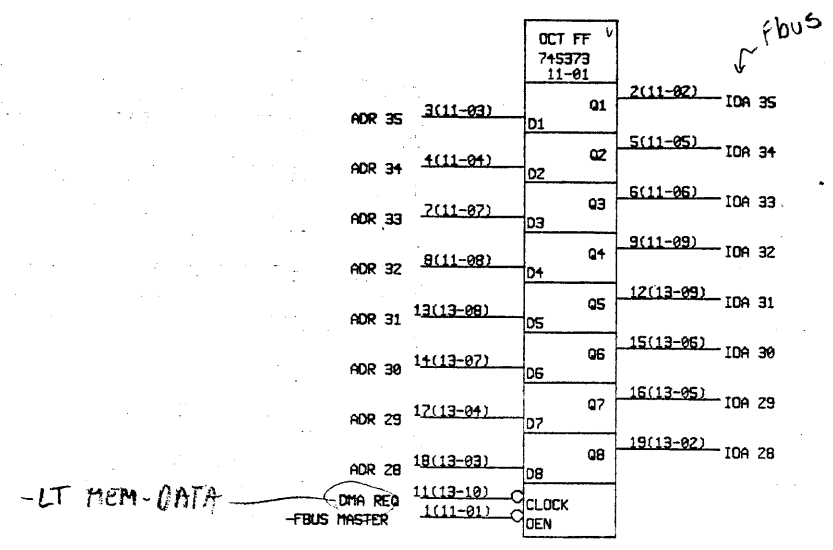 Fbus
OCT FF V
74S373
11-01
ADR 35 3(11-03) D1 Q1 2(11-02) IOA 35
ADR 34 4(11-04) D2 Q2 5(11-05) IOA 34
ADR 33 7(11-07) D3 Q3 6(11-06) IOA 33
ADR 32 8(11-08) D4 Q4 9(11-09) IOA 32
ADR 31 13(13-08) D5 Q5 12(13-09) IOA 31
ADR 30 14(13-07) D6 Q6 15(13-06) IOA 30
ADR 29 17(13-04) D7 Q7 16(13-05) IOA 29
ADR 28 18(13-03) D8 Q8 19(13-02) IOA 28
-LT MEM-DATA -DMA REQ 11(13-10) CLOCK
-FBUS MASTER 1(11-01) OEN